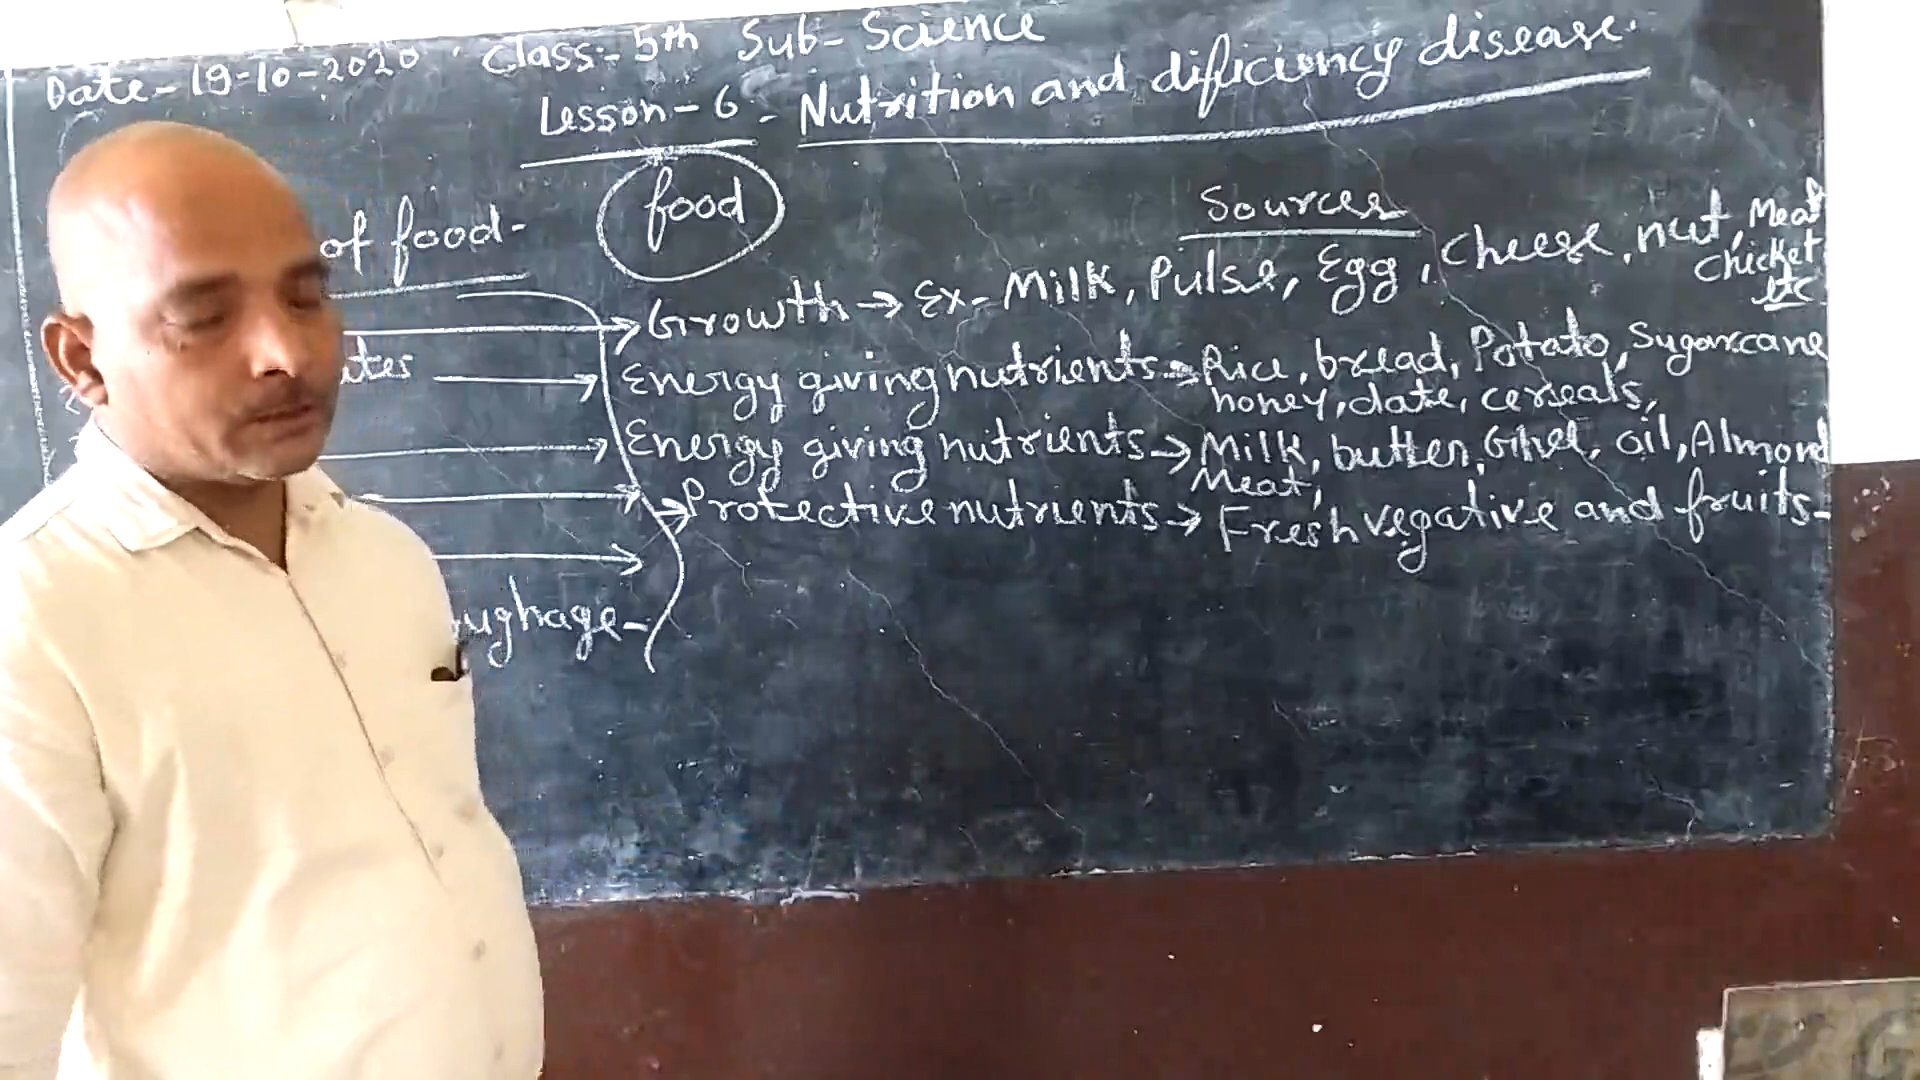 Date-19-10-2020 Class:-5th Sub-Science
Lesson-6 - Nutrition and dificiency disease.
of food-
food
Sources
Growth → Ex- Milk, Pulse, Egg, Cheese, nut, Meat
Chicket
etc
Energy giving nutrients → Rice, bread, Potato, Sugarcane
honey, date, cereals,
Energy giving nutrients → Milk, butter, Ghee, oil, Almond
Meat,
Protective nutrients → Fresh vegative and fruits-
ughage-